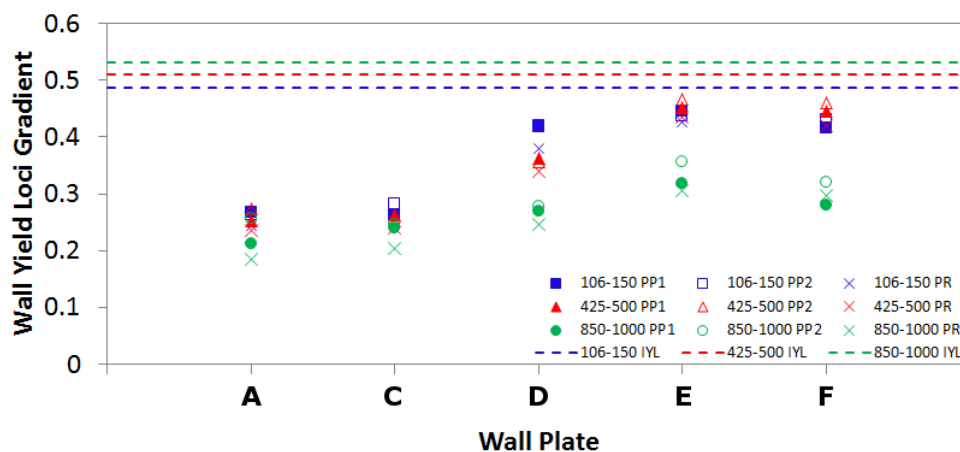 0.6
0.5
0.4
0.3
0.2
0.1
0
Wall Yield Loci Gradient
106-150 PP1 106-150 PP2 106-150 PR
425-500 PP1 425-500 PP2 425-500 PR
850-1000 PP1 850-1000 PP2 850-1000 PR
106-150 IYL 425-500 IYL 850-1000 IYL
A C D E F
Wall Plate